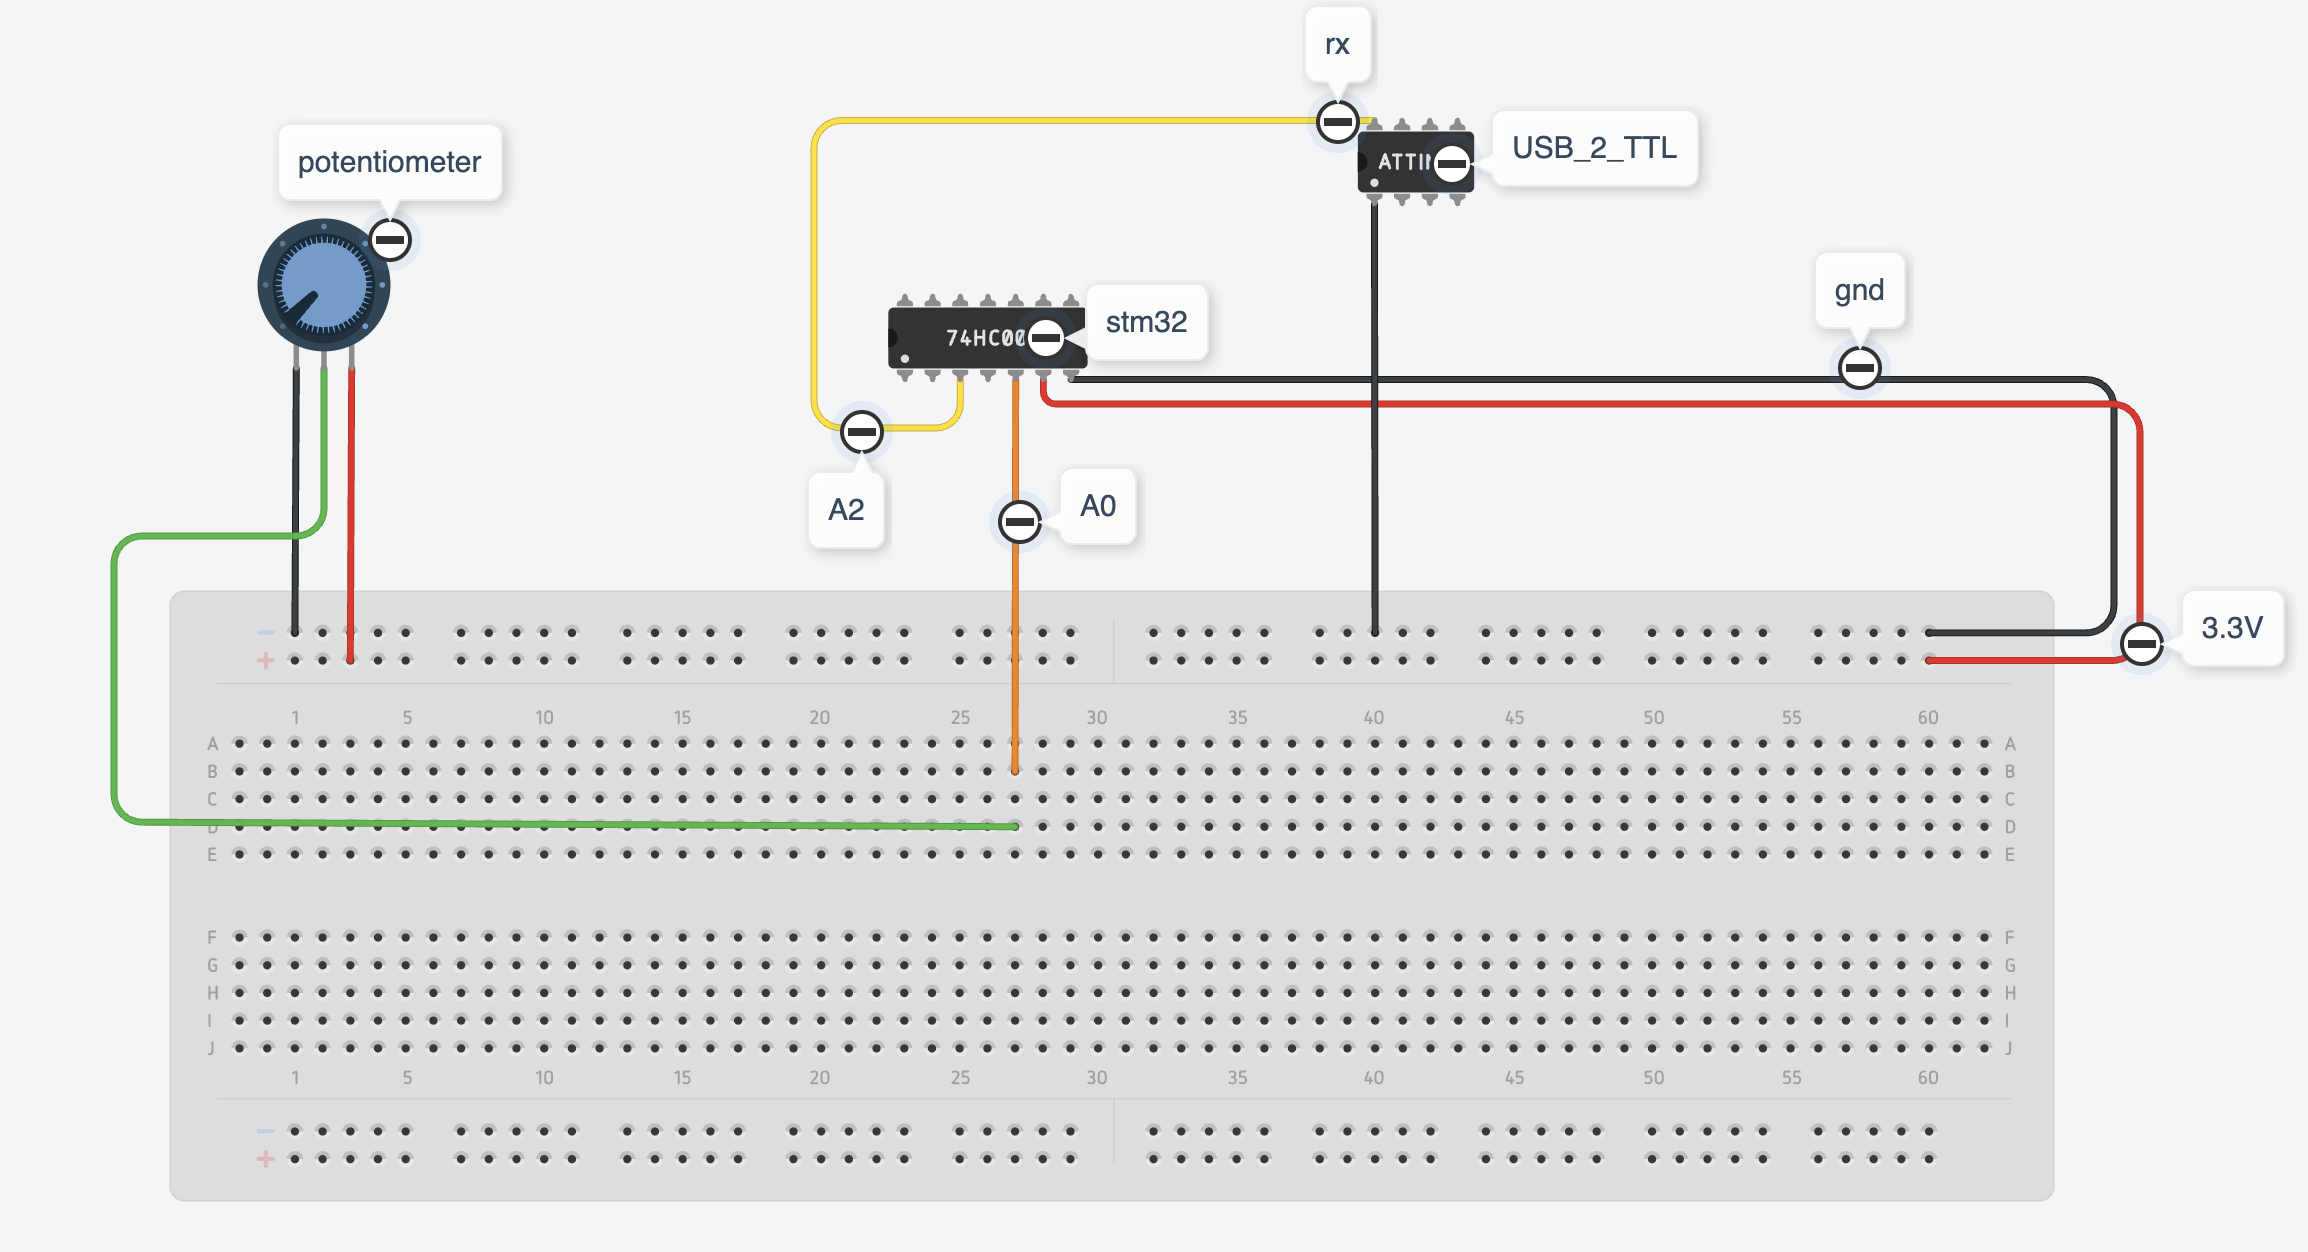 rx
USB_2_TTL
ATTI
potentiometer
gnd
74HC00
stm32
A2
A0
3.3V
−
+
1 5 10 15 20 25 30 35 40 45 50 55 60
A A
B B
C C
D D
E E
F F
G G
H H
I I
J J
1 5 10 15 20 25 30 35 40 45 50 55 60
−
+